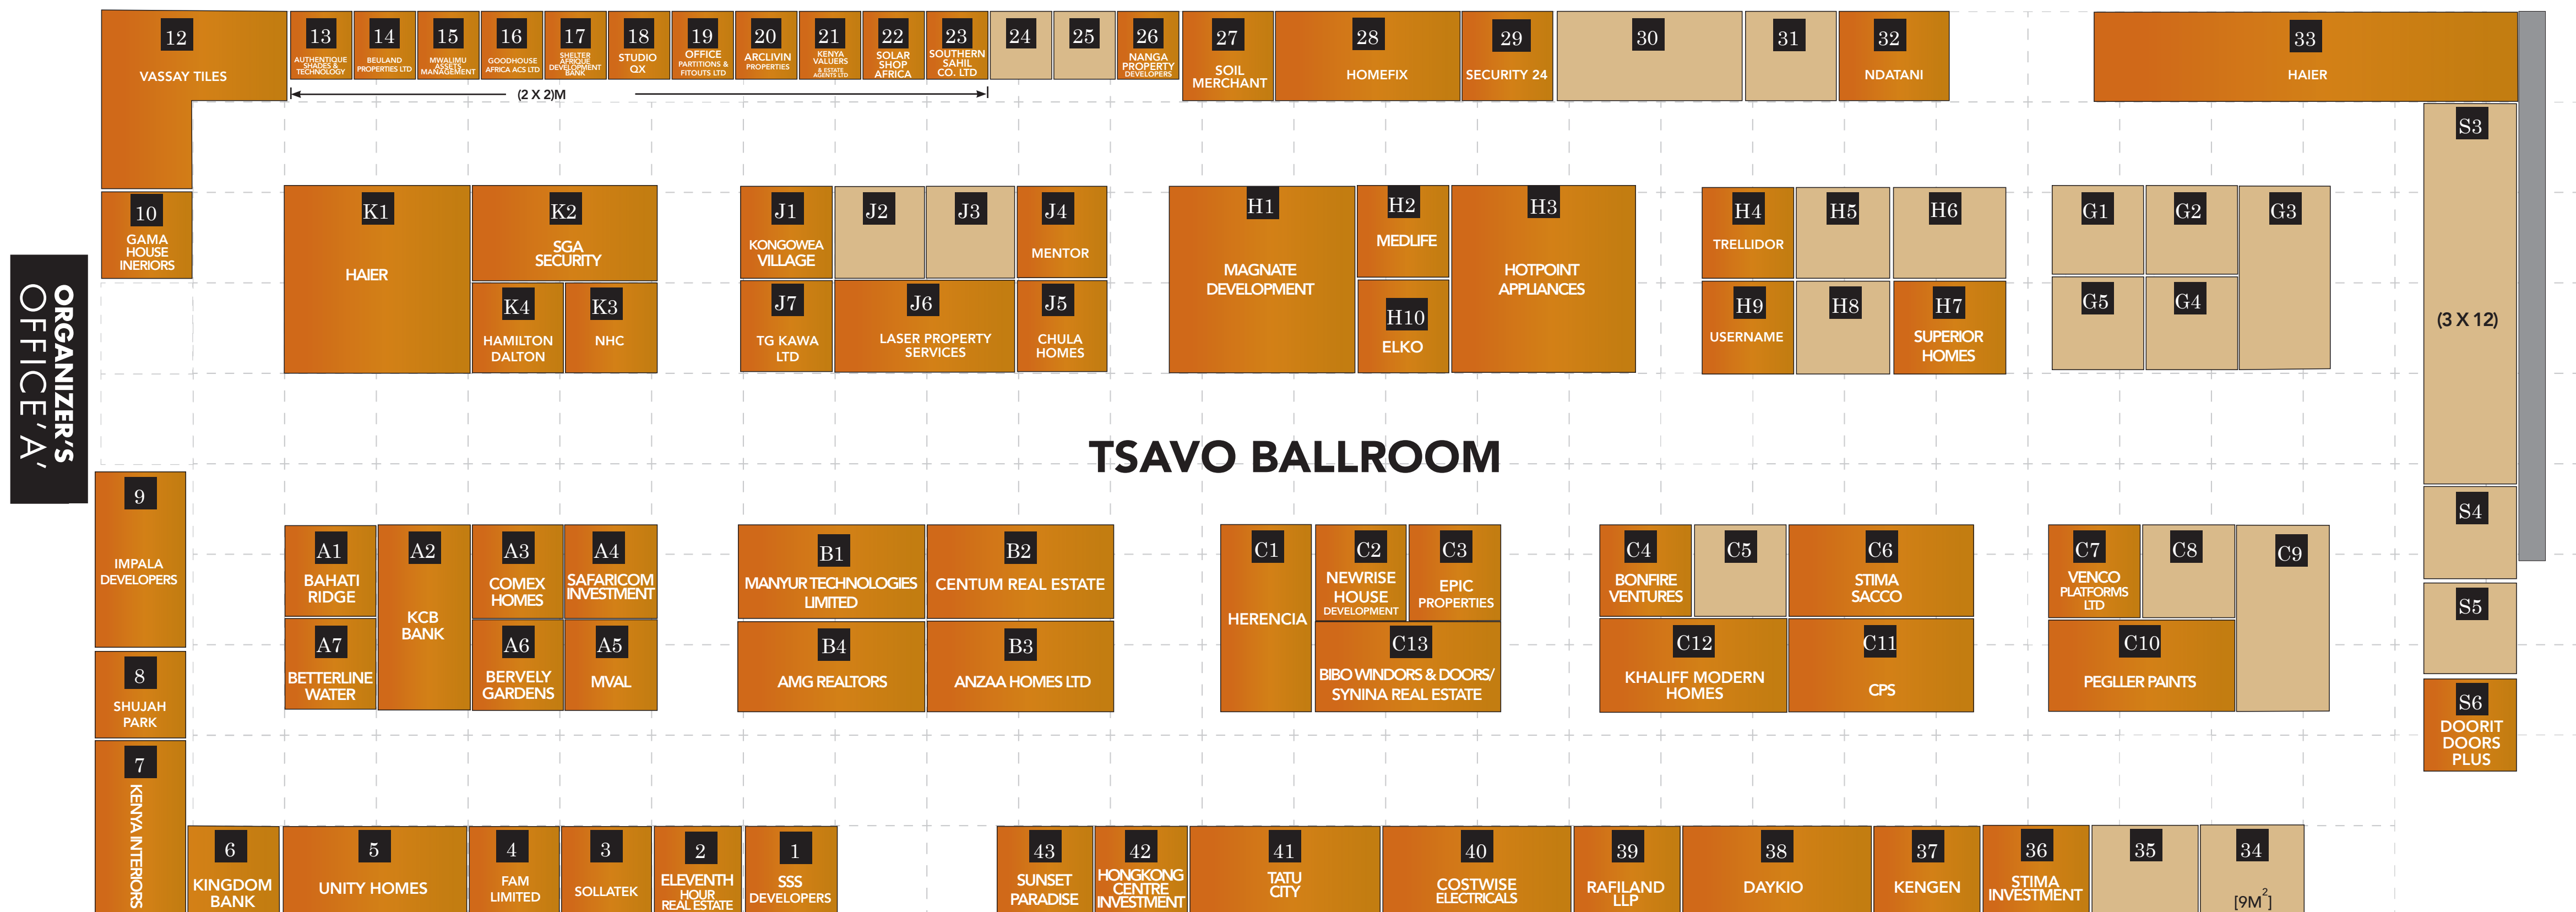 12
VASSAY TILES
13
AUTHENTIQUE
SHADES &
TECHNOLOGY
14
BEULAND
PROPERTIES LTD
15
MWALIMU
ASSETS
MANAGEMENT
16
GOODHOUSE
AFRICA ACS LTD
17
SHELTER
AFRIQUE
DEVELOPMENT
BANK
18
STUDIO
QX
19
OFFICE
PARTITIONS &
FITOUTS LTD
20
ARCLIVIN
PROPERTIES
21
KENYA
VALUERS
& ESTATE
AGENTS LTD
22
SOLAR
SHOP
AFRICA
23
SOUTHERN
SAHIL
CO. LTD
24
25
26
NANGA
PROPERTY
DEVELOPERS
27
SOIL
MERCHANT
28
HOMEFIX
29
SECURITY 24
30
31
32
NDATANI
33
HAIER
(2 X 2)M
S3
(3 X 12)
10
GAMA
HOUSE
INERIORS
K1
HAIER
K2
SGA
SECURITY
K4
HAMILTON
DALTON
K3
NHC
J1
KONGOWEA
VILLAGE
J2
J3
J4
MENTOR
J7
TG KAWA
LTD
J6
LASER PROPERTY
SERVICES
J5
CHULA
HOMES
H1
MAGNATE
DEVELOPMENT
H2
MEDLIFE
H10
ELKO
H3
HOTPOINT
APPLIANCES
H4
TRELLIDOR
H5
H6
H9
USERNAME
H8
H7
SUPERIOR
HOMES
G1
G2
G3
G5
G4
ORGANIZER'S
OFFICE'A'
TSAVO BALLROOM
9
IMPALA
DEVELOPERS
8
SHUJAH
PARK
7
KENYA INTERIORS
A1
BAHATI
RIDGE
A2
KCB
BANK
A3
COMEX
HOMES
A4
SAFARICOM
INVESTMENT
A7
BETTERLINE
WATER
A6
BERVELY
GARDENS
A5
MVAL
B1
MANYUR TECHNOLOGIES
LIMITED
B2
CENTUM REAL ESTATE
B4
AMG REALTORS
B3
ANZAA HOMES LTD
C1
HERENCIA
C2
NEWRISE
HOUSE
DEVELOPMENT
C3
EPIC
PROPERTIES
C13
BIBO WINDORS & DOORS/
SYNINA REAL ESTATE
C4
BONFIRE
VENTURES
C5
C6
STIMA
SACCO
C12
KHALIFF MODERN
HOMES
C11
CPS
C7
VENCO
PLATFORMS
LTD
C8
C9
C10
PEGLLER PAINTS
S4
S5
S6
DOORIT
DOORS
PLUS
6
KINGDOM
BANK
5
UNITY HOMES
4
FAM
LIMITED
3
SOLLATEK
2
ELEVENTH
HOUR
REAL ESTATE
1
SSS
DEVELOPERS
43
SUNSET
PARADISE
42
HONGKONG
CENTRE
INVESTMENT
41
TATU
CITY
40
COSTWISE
ELECTRICALS
39
RAFILAND
LLP
38
DAYKIO
37
KENGEN
36
STIMA
INVESTMENT
35
34
[9M²]